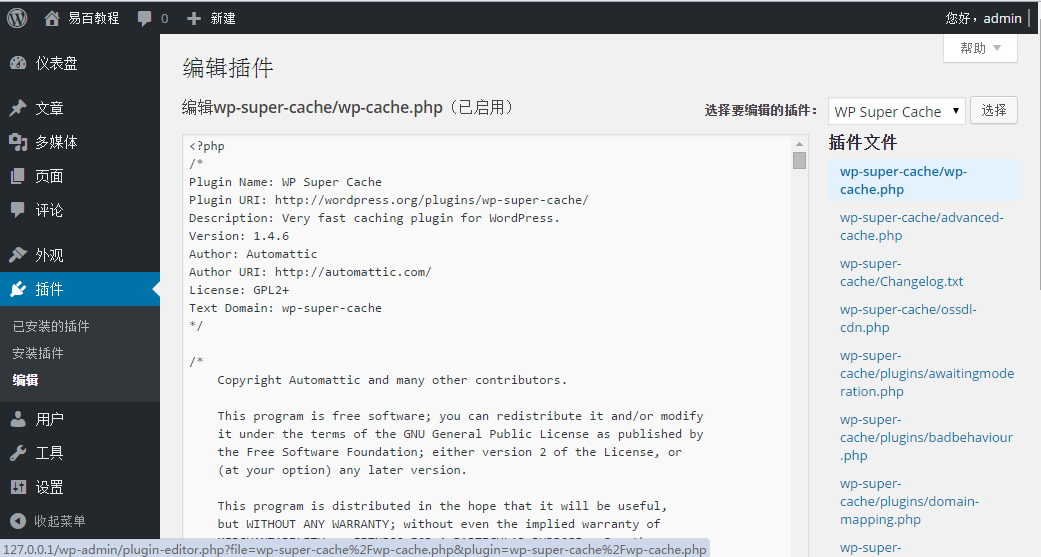 易百教程 0 新建 您好，admin
帮助
仪表盘
文章
多媒体
页面
评论
外观
插件
已安装的插件
安装插件
编辑
用户
工具
设置
收起菜单
编辑插件
编辑wp-super-cache/wp-cache.php（已启用）
选择要编辑的插件： WP Super Cache 选择
<?php
/*
Plugin Name: WP Super Cache
Plugin URI: http://wordpress.org/plugins/wp-super-cache/
Description: Very fast caching plugin for WordPress.
Version: 1.4.6
Author: Automattic
Author URI: http://automattic.com/
License: GPL2+
Text Domain: wp-super-cache
*/
/*
Copyright Automattic and many other contributors.
This program is free software; you can redistribute it and/or modify
it under the terms of the GNU General Public License as published by
the Free Software Foundation; either version 2 of the License, or
(at your option) any later version.
This program is distributed in the hope that it will be useful,
but WITHOUT ANY WARRANTY; without even the implied warranty of
插件文件
wp-super-cache/wp-
cache.php
wp-super-cache/advanced-
cache.php
wp-super-
cache/Changelog.txt
wp-super-cache/ossdl-
cdn.php
wp-super-
cache/plugins/awaitingmode
ration.php
wp-super-
cache/plugins/badbehaviour
.php
wp-super-
cache/plugins/domain-
mapping.php
wp-super-
127.0.0.1/wp-admin/plugin-editor.php?file=wp-super-cache%2Fwp-cache.php&plugin=wp-super-cache%2Fwp-cache.php